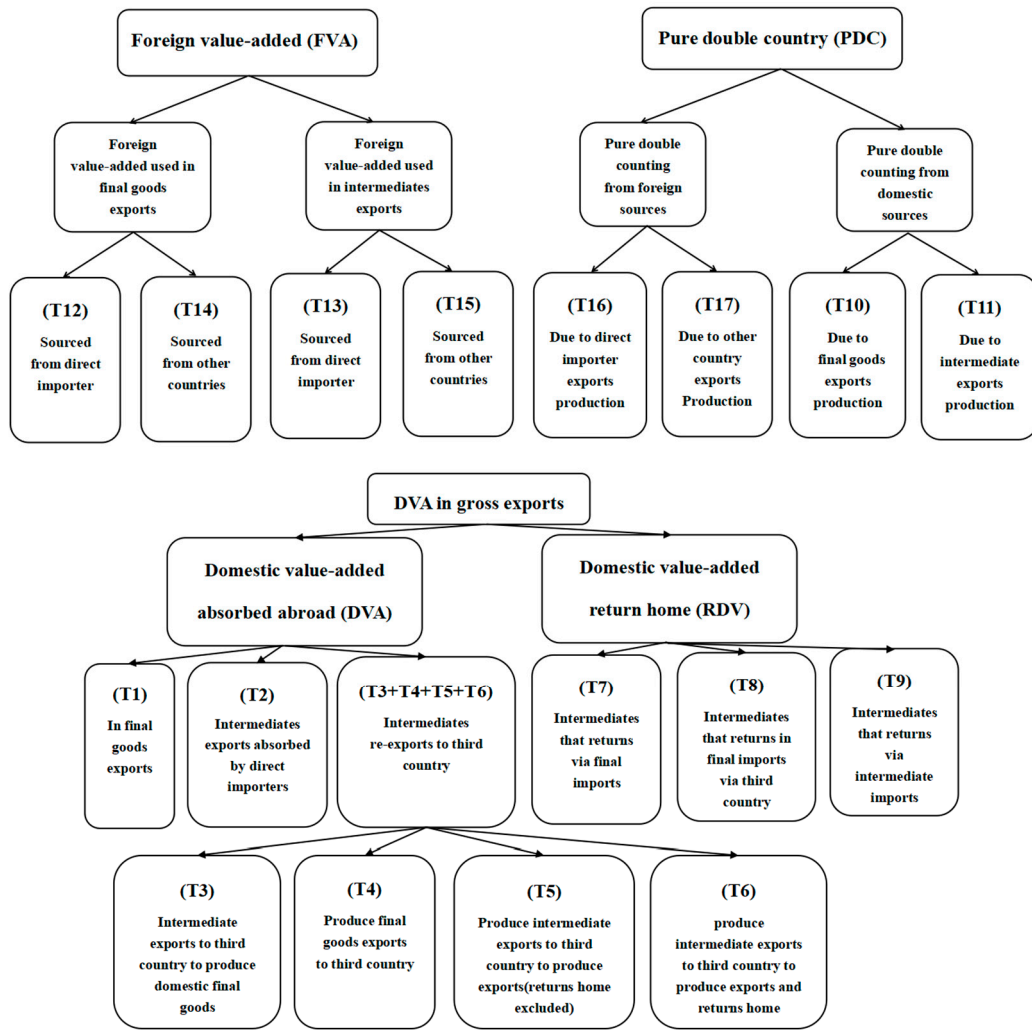 Foreign value-added (FVA)
Pure double country (PDC)
Foreign
value-added used in
final goods
exports
Foreign
value-added used
in intermediates
exports
Pure double
counting
from foreign
sources
Pure double
counting from
domestic
sources
(T12)
Sourced
from direct
importer
(T14)
Sourced
from other
countries
(T13)
Sourced
from direct
importer
(T15)
Sourced
from other
countries
(T16)
Due to direct
importer
exports
production
(T17)
Due to other
country
exports
Production
(T10)
Due to
final goods
exports
production
(T11)
Due to
intermediate
exports
production
DVA in gross exports
Domestic value-added
absorbed abroad (DVA)
Domestic value-added
return home (RDV)
(T1)
In final
goods
exports
(T2)
Intermediates
exports absorbed
by direct
importers
(T3+T4+T5+T6)
Intermediates
re-exports to third
country
(T7)
Intermediates
that returns
via final
imports
(T8)
Intermediates
that returns in
final imports
via third
country
(T9)
Intermediates
that returns
via
intermediate
imports
(T3)
Intermediate
exports to third
country to produce
domestic final
goods
(T4)
Produce final
goods exports
to third country
(T5)
Produce intermediate
exports to third
country to produce
exports(returns home
excluded)
(T6)
produce
intermediate exports
to third country to
produce exports and
returns home